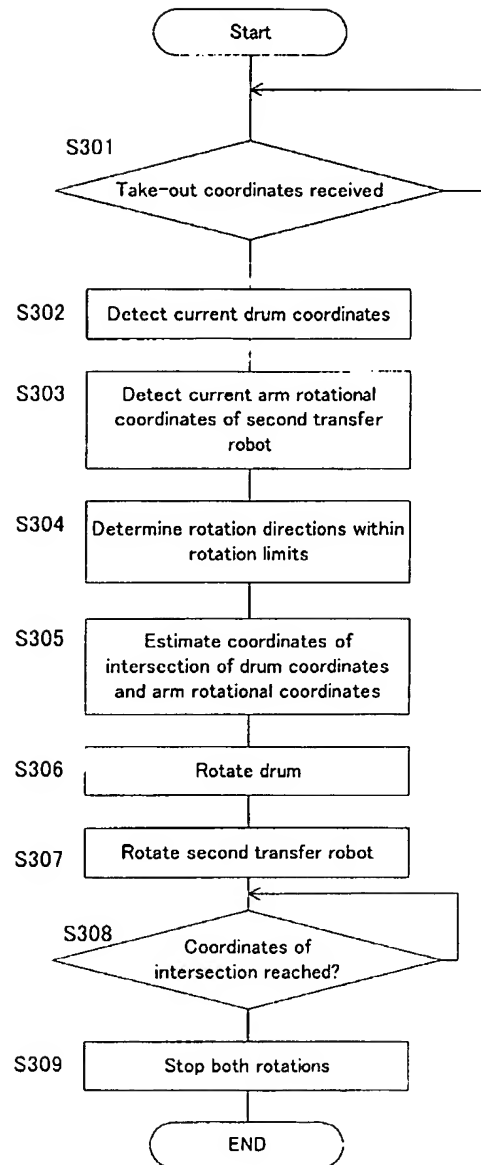 Start
S301
Take-out coordinates received
S302
Detect current drum coordinates
S303
Detect current arm rotational
coordinates of second transfer
robot
S304
Determine rotation directions within
rotation limits
S305
Estimate coordinates of
intersection of drum coordinates
and arm rotational coordinates
S306
Rotate drum
S307
Rotate second transfer robot
S308
Coordinates of
intersection reached?
S309
Stop both rotations
END